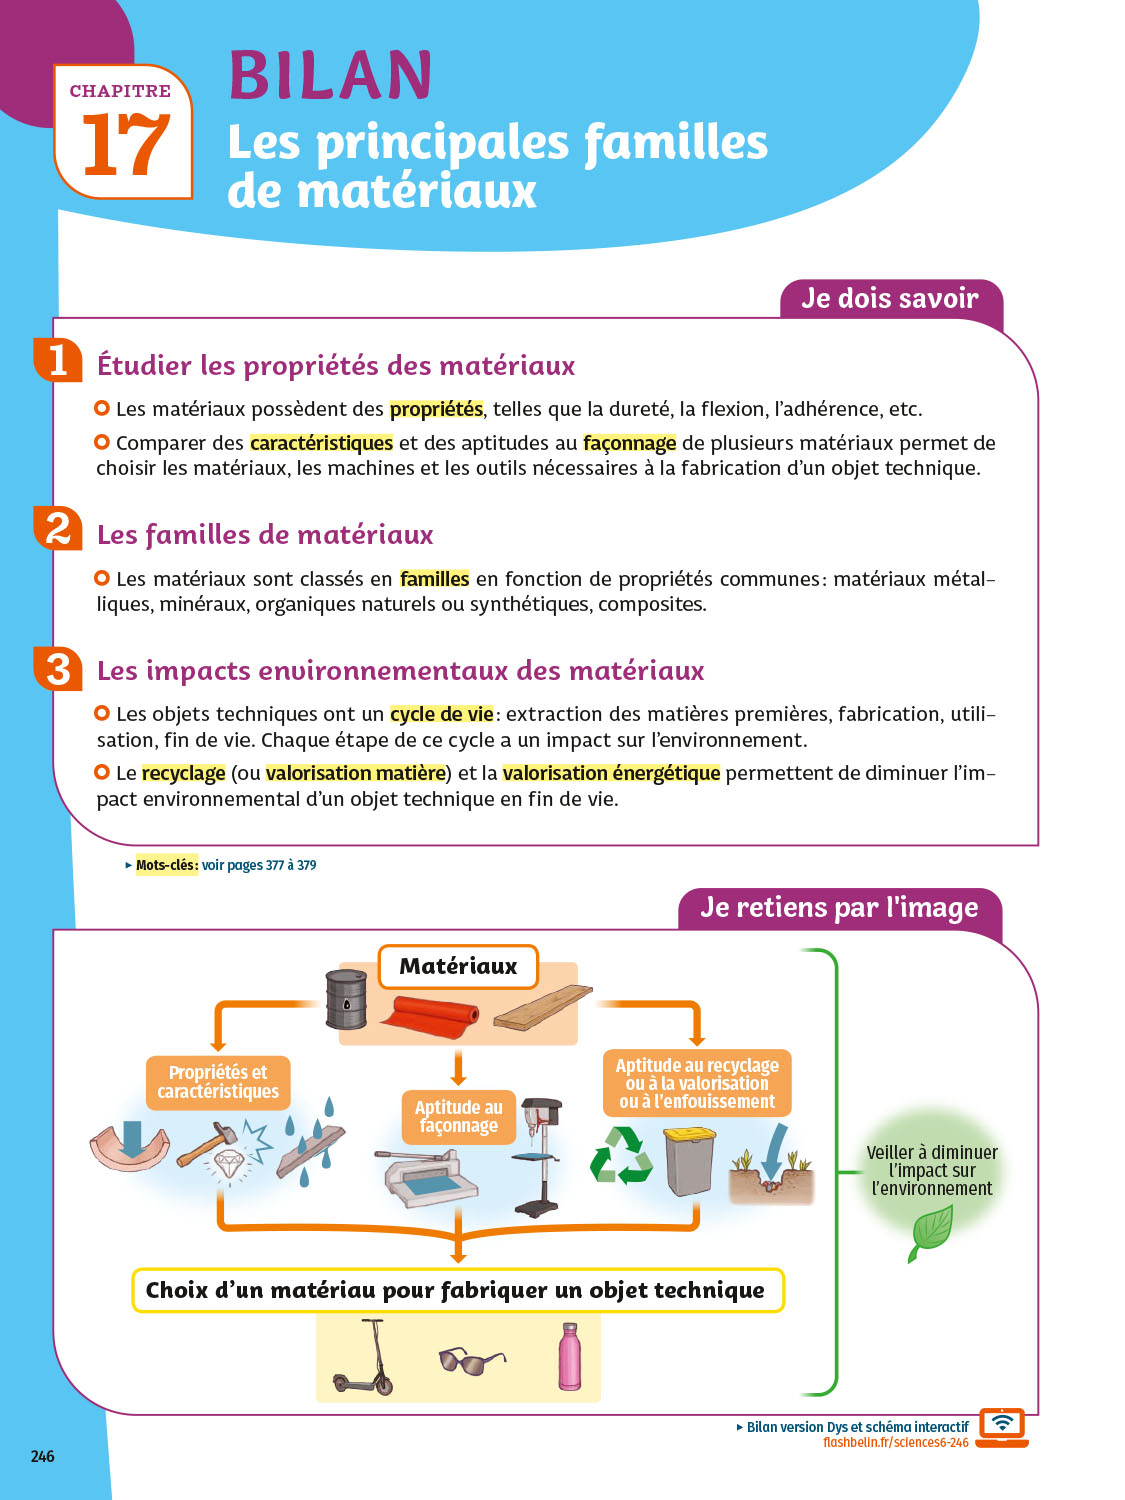 CHAPITRE
17
BILAN
Les principales familles
de matériaux
Je dois savoir
1 Étudier les propriétés des matériaux
Les matériaux possèdent des propriétés, telles que la dureté, la flexion, l’adhérence, etc.
Comparer des caractéristiques et des aptitudes au façonnage de plusieurs matériaux permet de
choisir les matériaux, les machines et les outils nécessaires à la fabrication d’un objet technique.
2 Les familles de matériaux
Les matériaux sont classés en familles en fonction de propriétés communes : matériaux métal-
liques, minéraux, organiques naturels ou synthétiques, composites.
3 Les impacts environnementaux des matériaux
Les objets techniques ont un cycle de vie : extraction des matières premières, fabrication, utili-
sation, fin de vie. Chaque étape de ce cycle a un impact sur l’environnement.
Le recyclage (ou valorisation matière) et la valorisation énergétique permettent de diminuer l’im-
pact environnemental d’un objet technique en fin de vie.
▸ Mots-clés : voir pages 377 à 379
Je retiens par l'image
Matériaux
Propriétés et
caractéristiques
Aptitude au
façonnage
Aptitude au recyclage
ou à la valorisation
ou à l’enfouissement
Veiller à diminuer
l’impact sur
l’environnement
Choix d’un matériau pour fabriquer un objet technique
▸ Bilan version Dys et schéma interactif
flashbelin.fr/sciences6-246
246